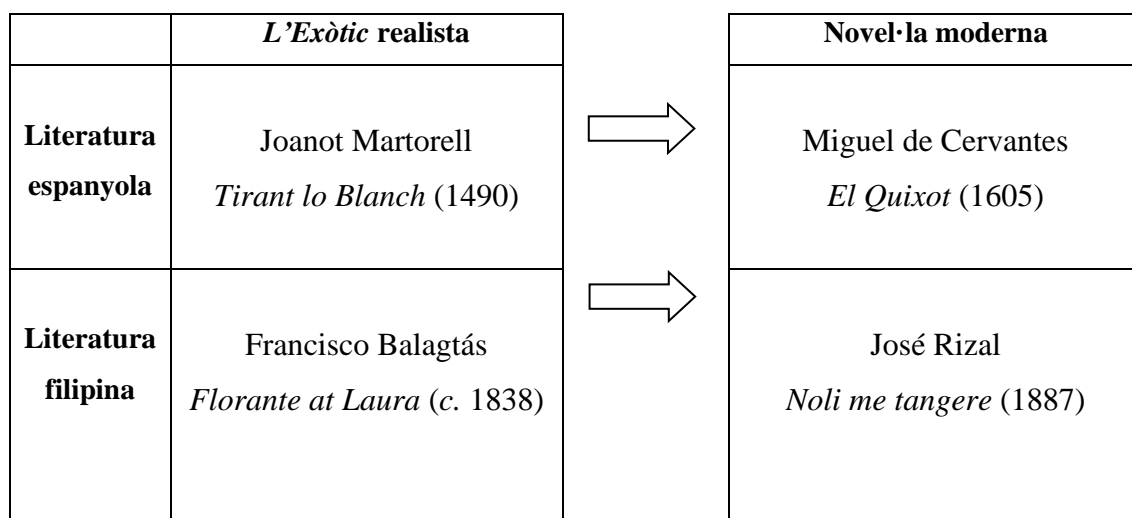 L’Exòtic realista
Novel·la moderna
Literatura
espanyola
Joanot Martorell
Tirant lo Blanch (1490)
Miguel de Cervantes
El Quixot (1605)
Literatura
filipina
Francisco Balagtás
Florante at Laura (c. 1838)
José Rizal
Noli me tangere (1887)